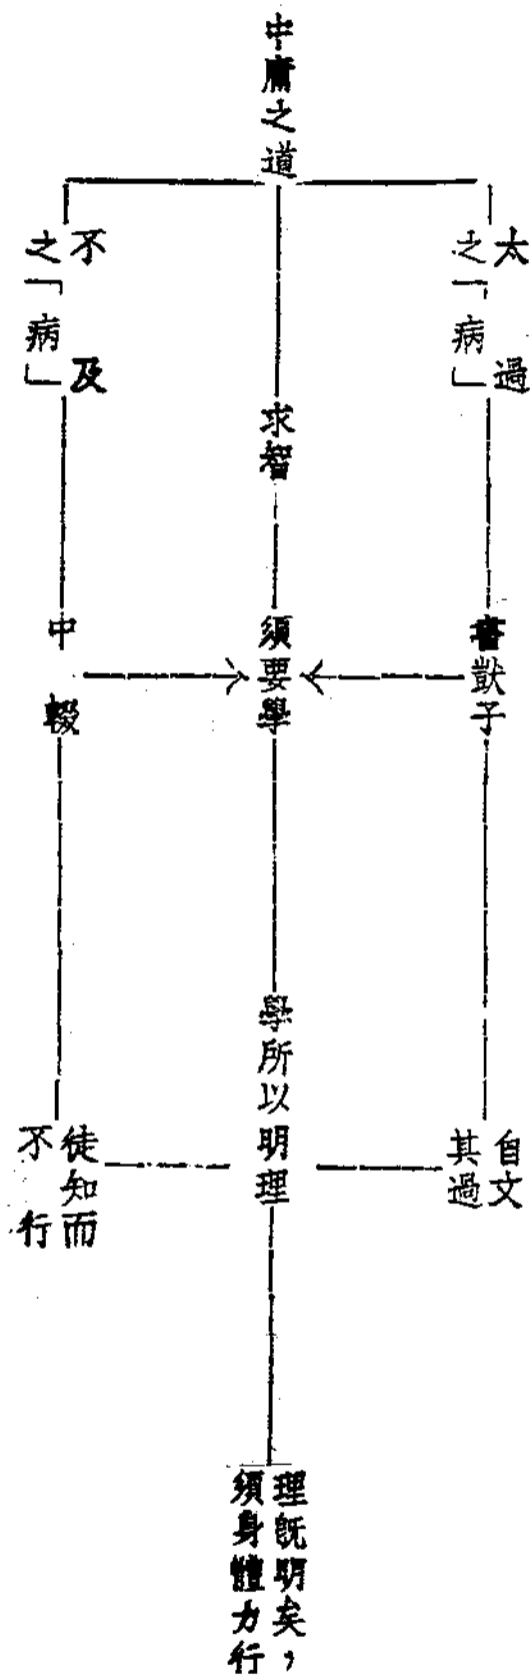 中庸之道
太過
之「病」
求智
不及
之「病」
書獃子
須要學
中輟
自文
其過
學所以明理
徒知而
不行
理既明矣，
須身體力行